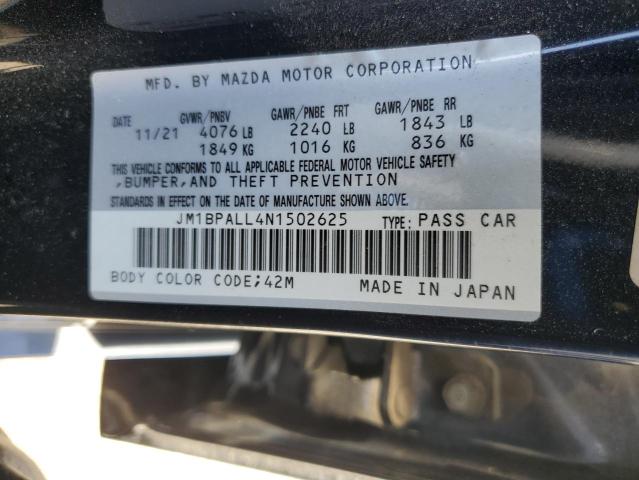 MFD. BY MAZDA MOTOR CORPORATION
DATE GVWR/PNBV GAWR/PNBE FRT GAWR/PNBE RR
11/21 4076 LB 2240 LB 1843 LB
1849 KG 1016 KG 836 KG
THIS VEHICLE CONFORMS TO ALL APPLICABLE FEDERAL MOTOR VEHICLE SAFETY
,BUMPER,AND THEFT PREVENTION
STANDARDS IN EFFECT ON THE DATE OF MANUFACTURE SHOWN ABOVE.
JM1BPALL4N1502625 TYPE: PASS CAR
BODY COLOR CODE;42M MADE IN JAPAN